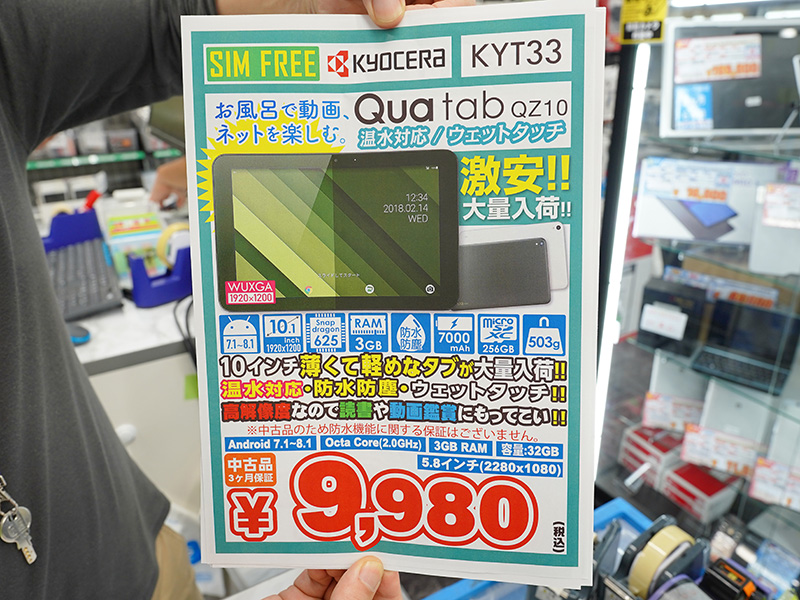 SIM FREE KYOCERA KYT33
お風呂で動画、
ネットを楽しむ。
Qua tab QZ10
温水対応/ウェットタッチ
激安!!
大量入荷!!
12:34
2018.02.14
WED
WUXGA
1920×1200
7.1~8.1
10.1 inch 1920x1200
Snap dragon 625
RAM 3GB
防水 防塵
7000 mAh
micro SD XC 256GB
503g
10インチ薄くて軽めなタブが大量入荷!!
温水対応・防水防塵・ウェットタッチ!!
高解像度なので読書や動画鑑賞にもってこい!!
※中古品のため防水機能に関する保証はございません。
Android 7.1~8.1 Octa Core(2.0GHz) 3GB RAM 容量:32GB
5.8インチ(2280x1080)
中古品
3ヶ月保証
¥9,980
(税込)